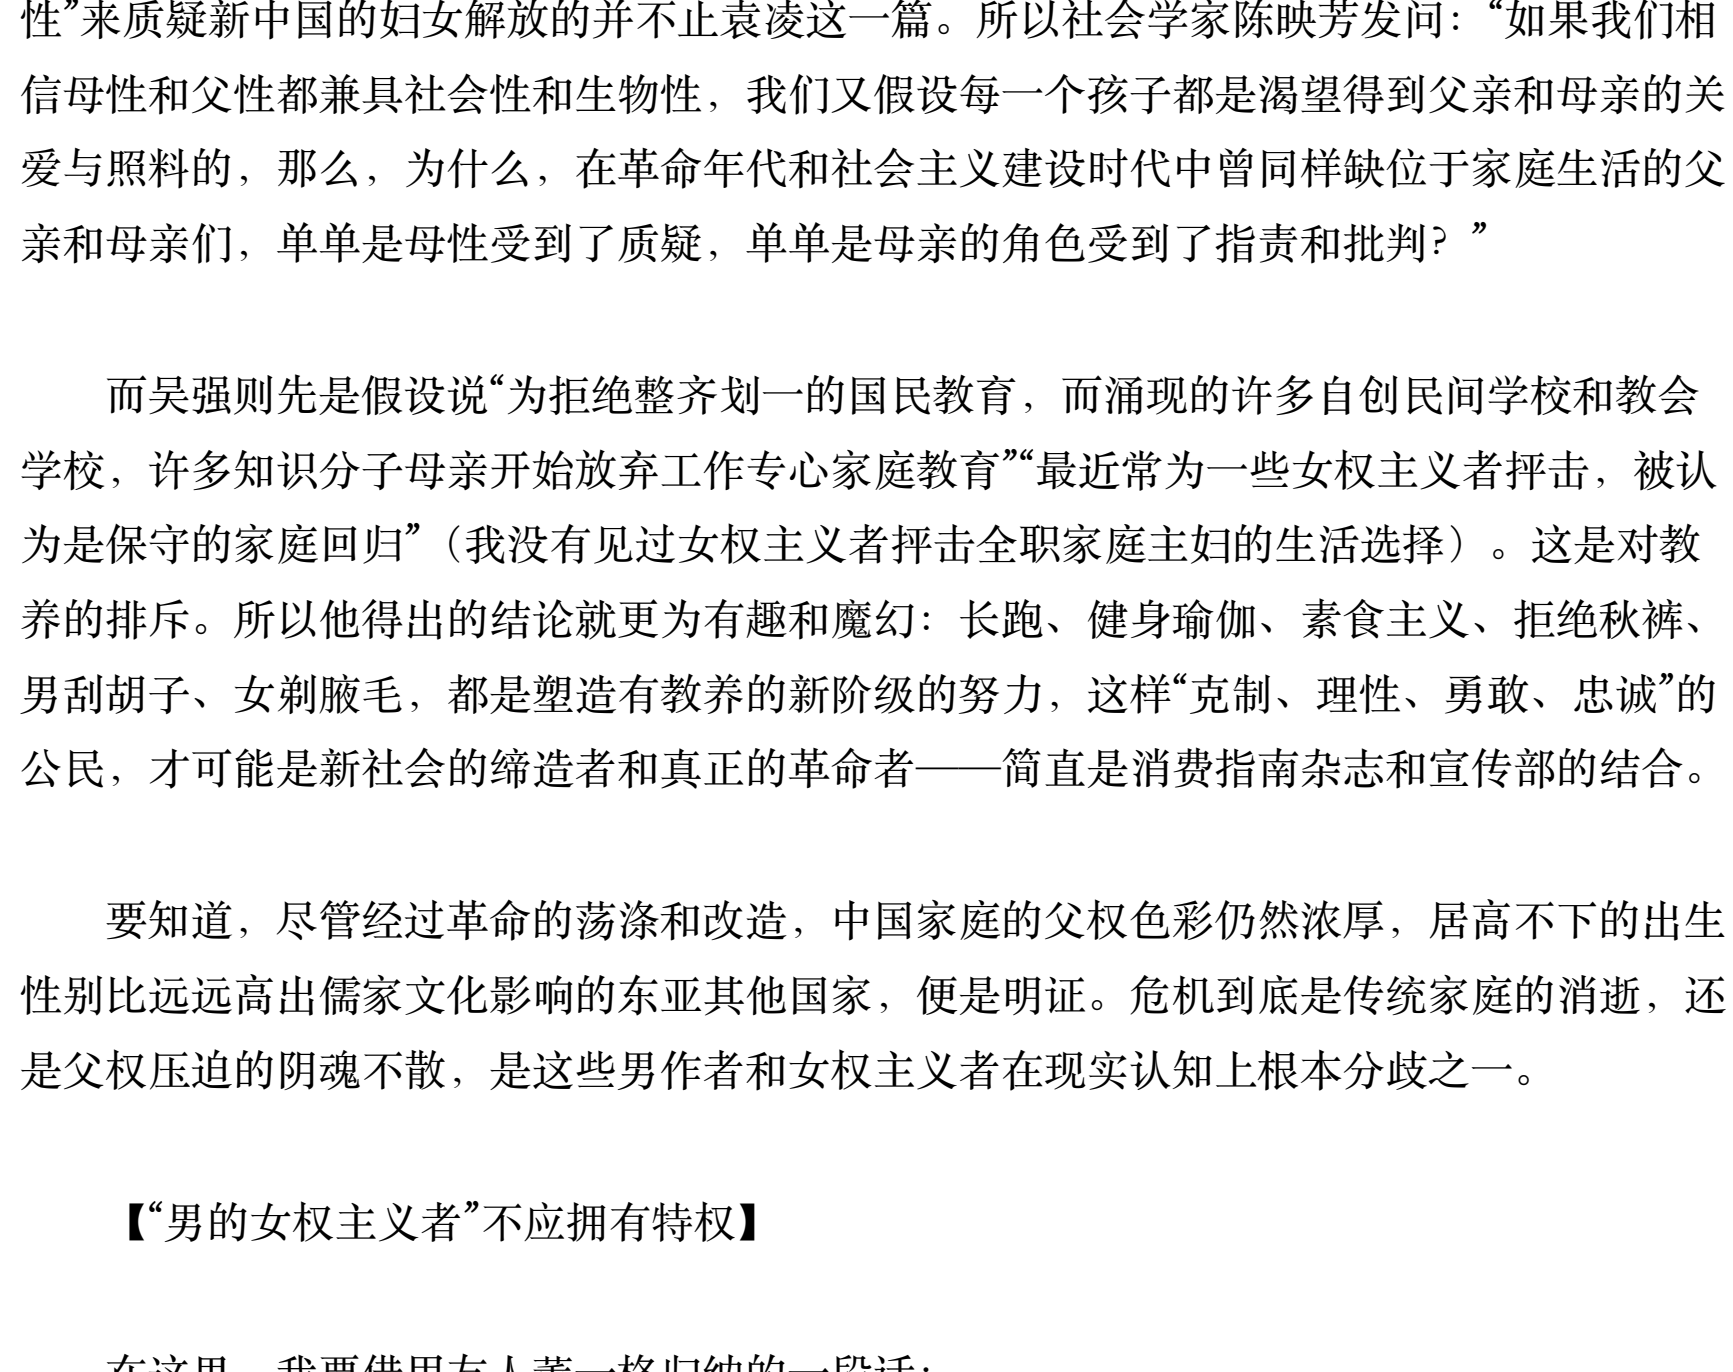 性”来质疑新中国的妇女解放的并不止袁凌这一篇。所以社会学家陈映芳发问：“如果我们相
信母性和父性都兼具社会性和生物性，我们又假设每一个孩子都是渴望得到父亲和母亲的关
爱与照料的，那么，为什么，在革命年代和社会主义建设时代中曾同样缺位于家庭生活的父
亲和母亲们，单单是母性受到了质疑，单单是母亲的角色受到了指责和批判？”
而吴强则先是假设说“为拒绝整齐划一的国民教育，而涌现的许多自创民间学校和教会
学校，许多知识分子母亲开始放弃工作专心家庭教育”“最近常为一些女权主义者抨击，被认
为是保守的家庭回归”（我没有见过女权主义者抨击全职家庭主妇的生活选择）。这是对教
养的排斥。所以他得出的结论就更为有趣和魔幻：长跑、健身瑜伽、素食主义、拒绝秋裤、
男刮胡子、女剃腋毛，都是塑造有教养的新阶级的努力，这样“克制、理性、勇敢、忠诚”的
公民，才可能是新社会的缔造者和真正的革命者——简直是消费指南杂志和宣传部的结合。
要知道，尽管经过革命的荡涤和改造，中国家庭的父权色彩仍然浓厚，居高不下的出生
性别比远远高出儒家文化影响的东亚其他国家，便是明证。危机到底是传统家庭的消逝，还
是父权压迫的阴魂不散，是这些男作者和女权主义者在现实认知上根本分歧之一。
【“男的女权主义者”不应拥有特权】
在这里，我要借用友人董一格归纳的一段话：